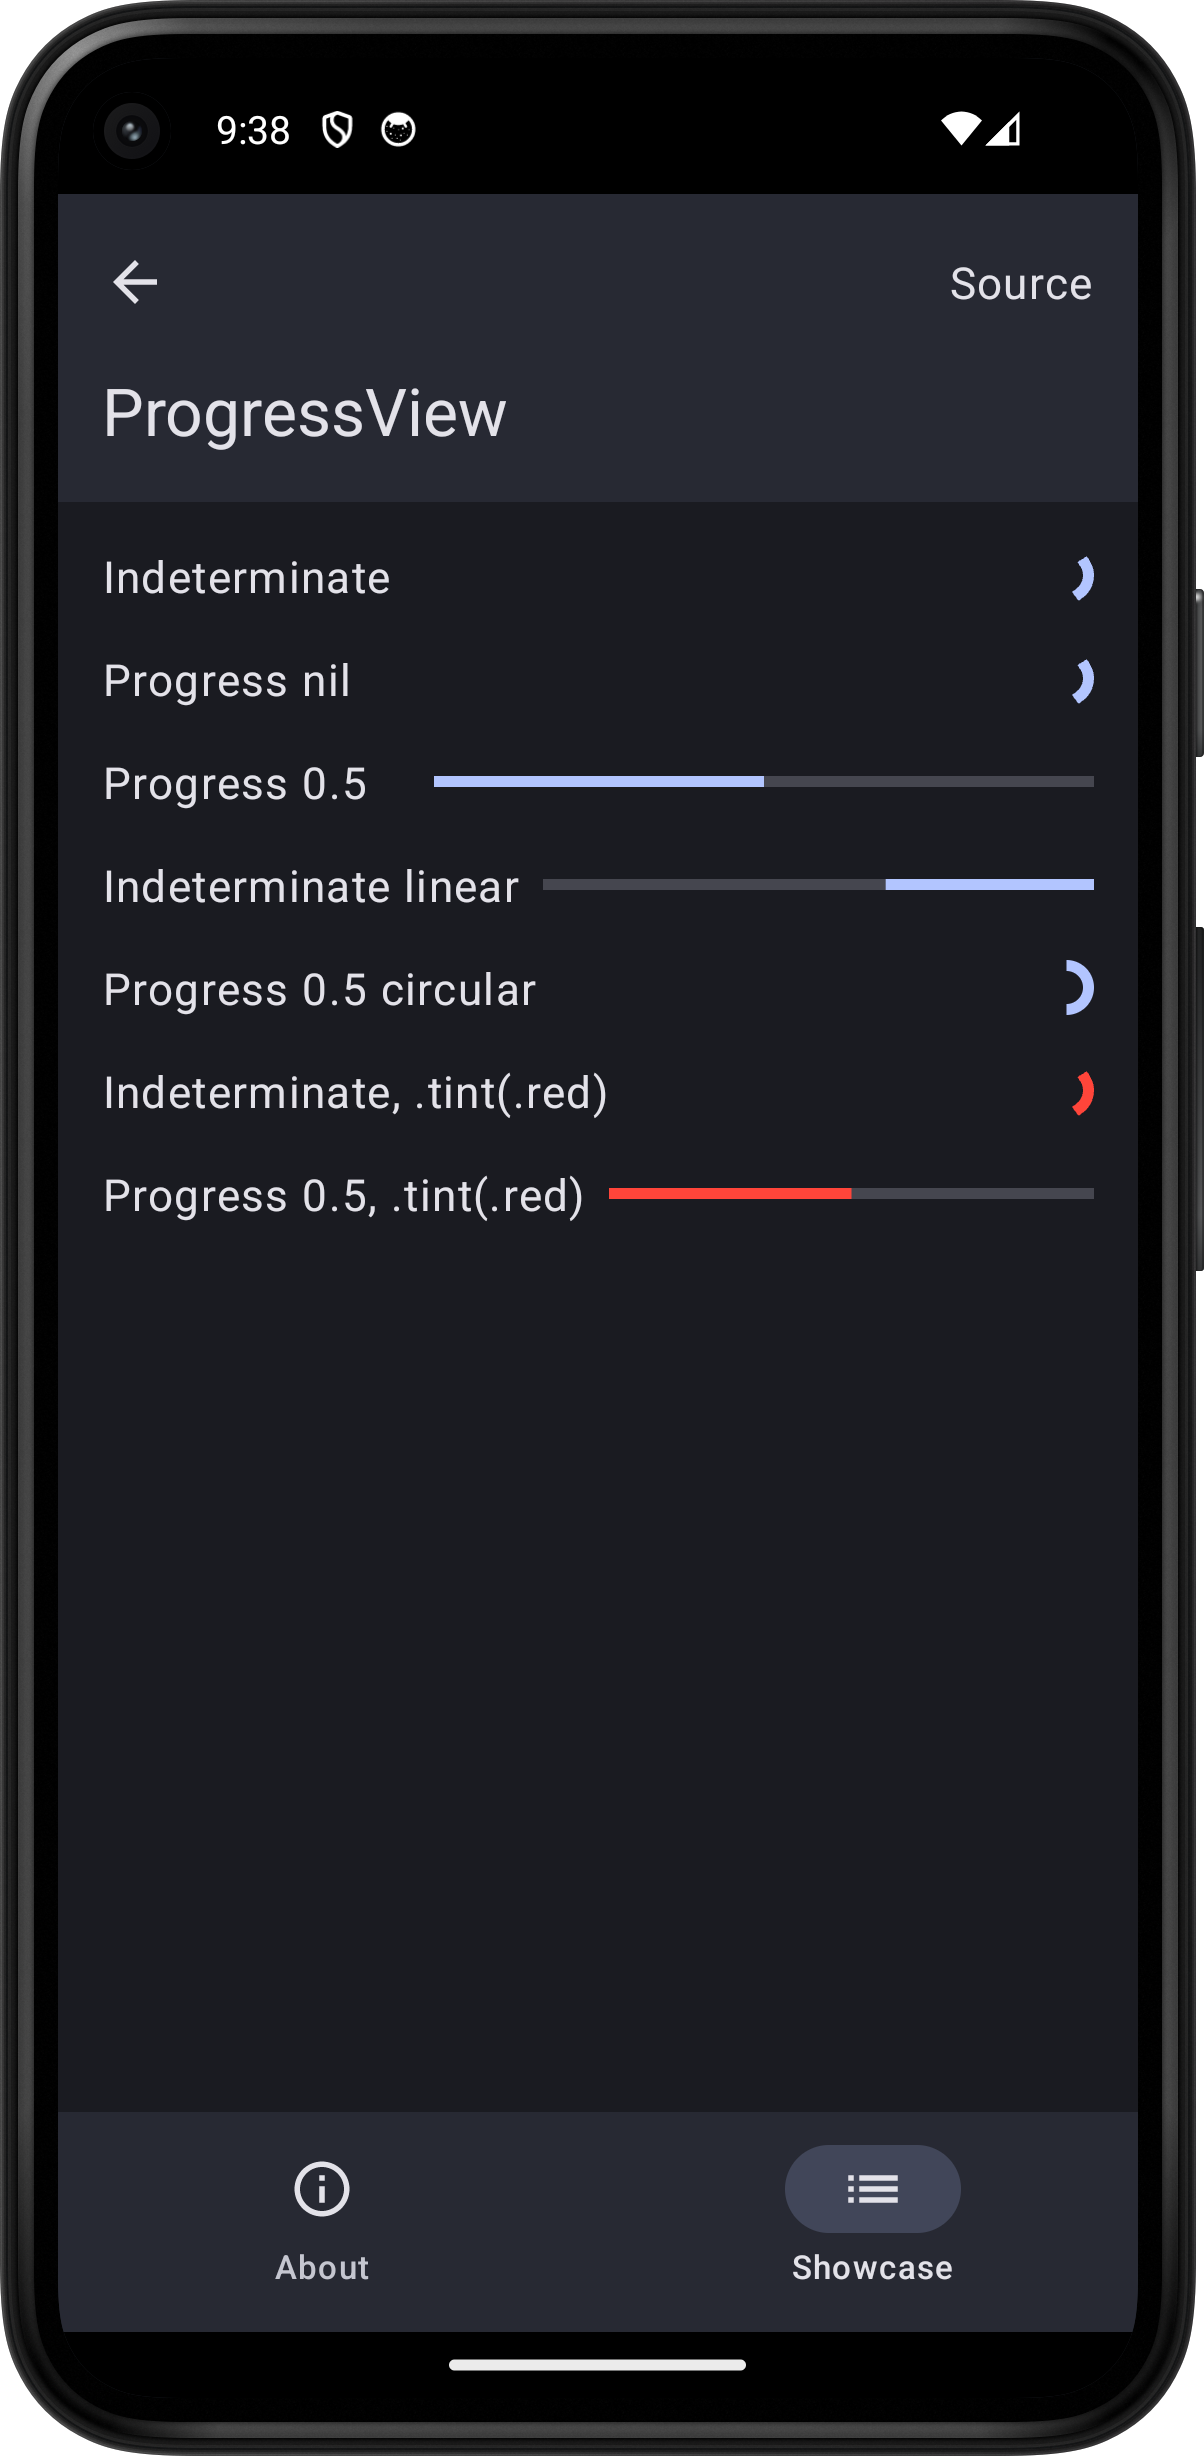 9:38
Source
ProgressView
Indeterminate
Progress nil
Progress 0.5
Indeterminate linear
Progress 0.5 circular
Indeterminate, .tint(.red)
Progress 0.5, .tint(.red)
About
Showcase